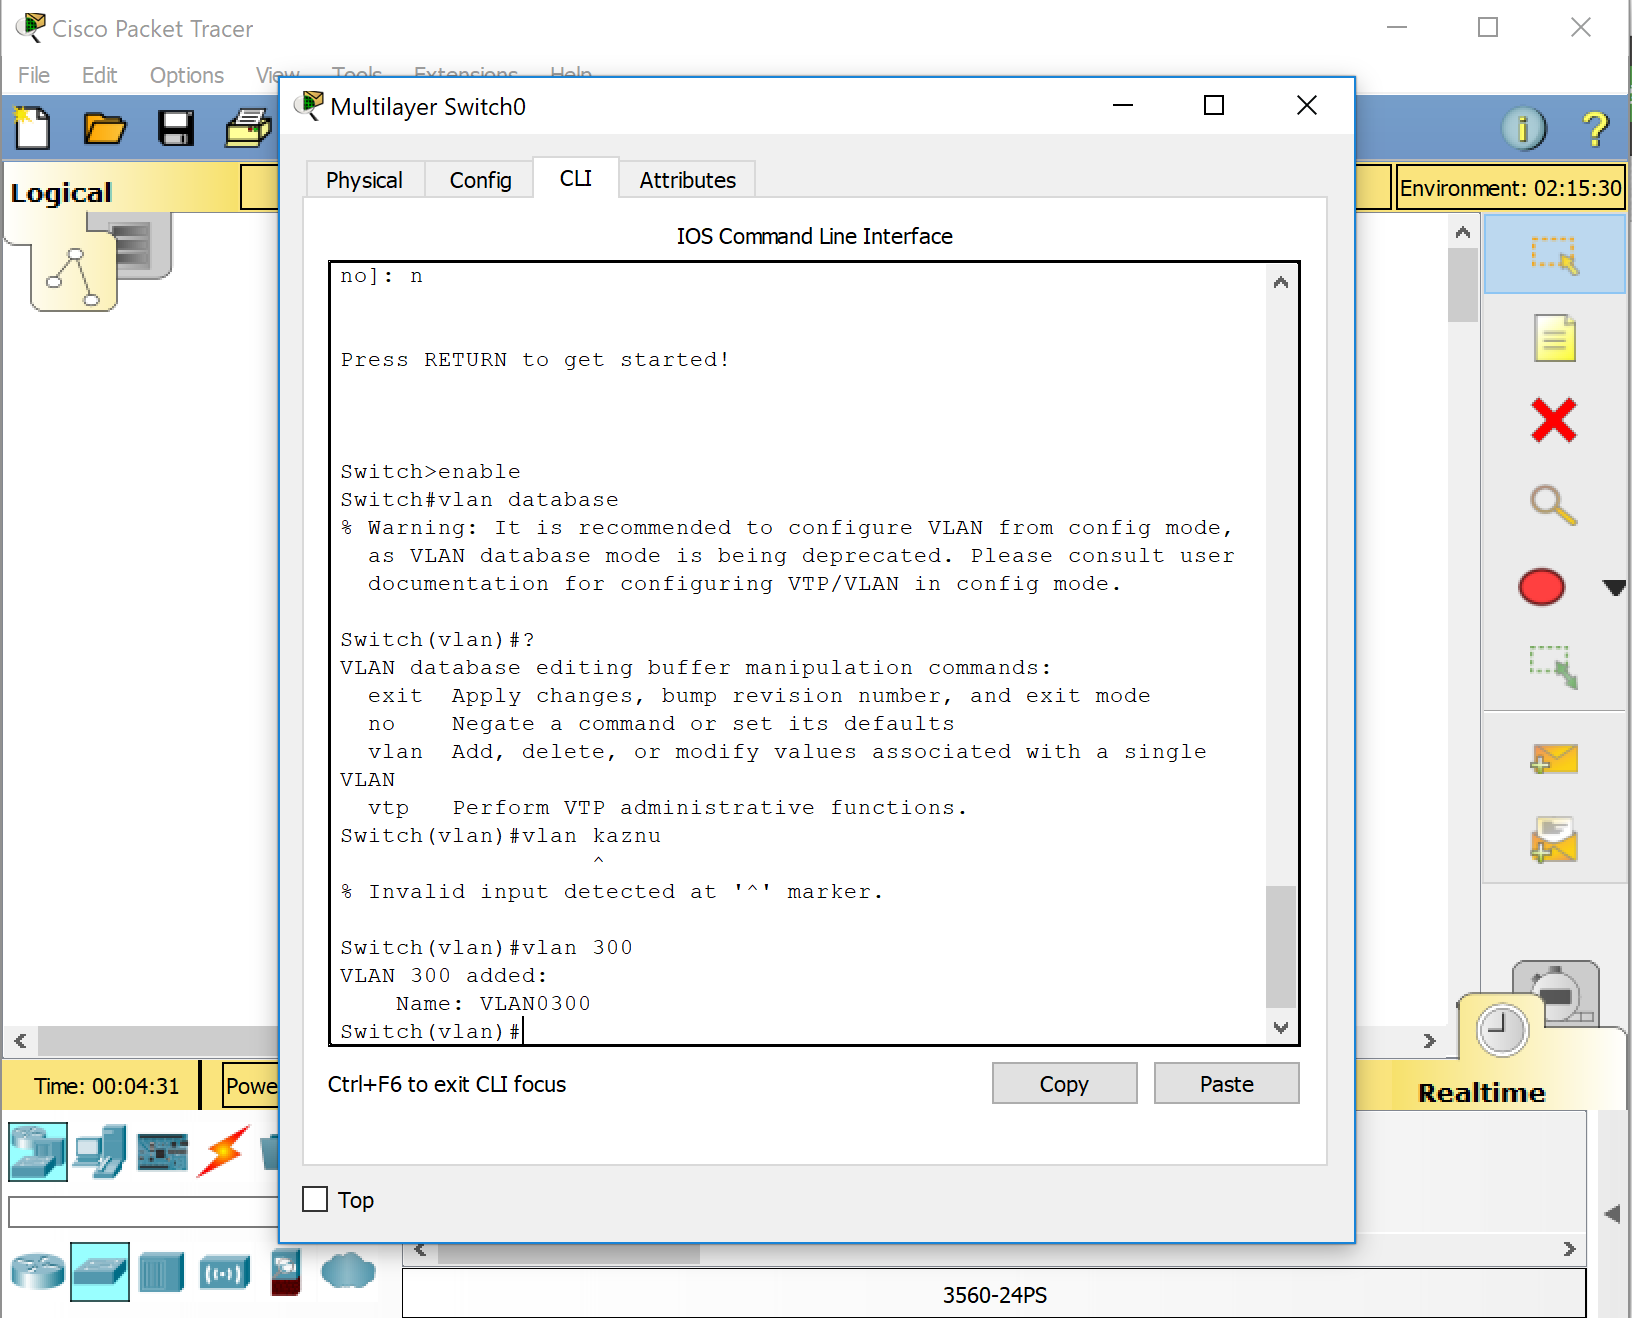 Cisco Packet Tracer
File Edit Options View Tools Extensions Help
Multilayer Switch0
Logical
Environment: 02:15:30
Physical Config CLI Attributes
IOS Command Line Interface
no]: n
Press RETURN to get started!
Switch>enable
Switch#vlan database
% Warning: It is recommended to configure VLAN from config mode,
as VLAN database mode is being deprecated. Please consult user
documentation for configuring VTP/VLAN in config mode.
Switch(vlan)#?
VLAN database editing buffer manipulation commands:
exit Apply changes, bump revision number, and exit mode
no Negate a command or set its defaults
vlan Add, delete, or modify values associated with a single
VLAN
vtp Perform VTP administrative functions.
Switch(vlan)#vlan kaznu
^
% Invalid input detected at '^' marker.
Switch(vlan)#vlan 300
VLAN 300 added:
Name: VLAN0300
Switch(vlan)#
Ctrl+F6 to exit CLI focus
Copy Paste
Time: 00:04:31 Powe
Realtime
Top
3560-24PS